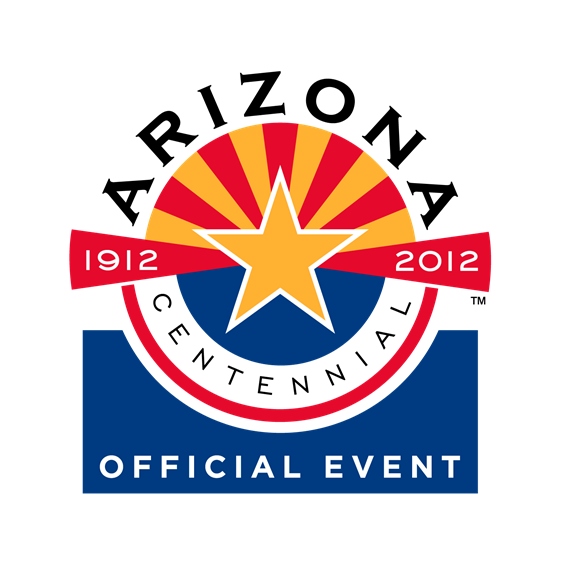 ARIZONA
1912 2012
™
CENTENNIAL
OFFICIAL EVENT